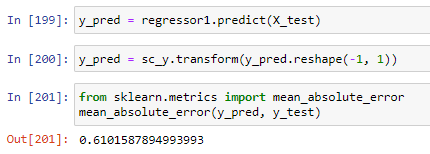 In [199]: y_pred = regressor1.predict(X_test)
In [200]: y_pred = sc_y.transform(y_pred.reshape(-1, 1))
In [201]: from sklearn.metrics import mean_absolute_error
mean_absolute_error(y_pred, y_test)
Out[201]: 0.6101587894993993